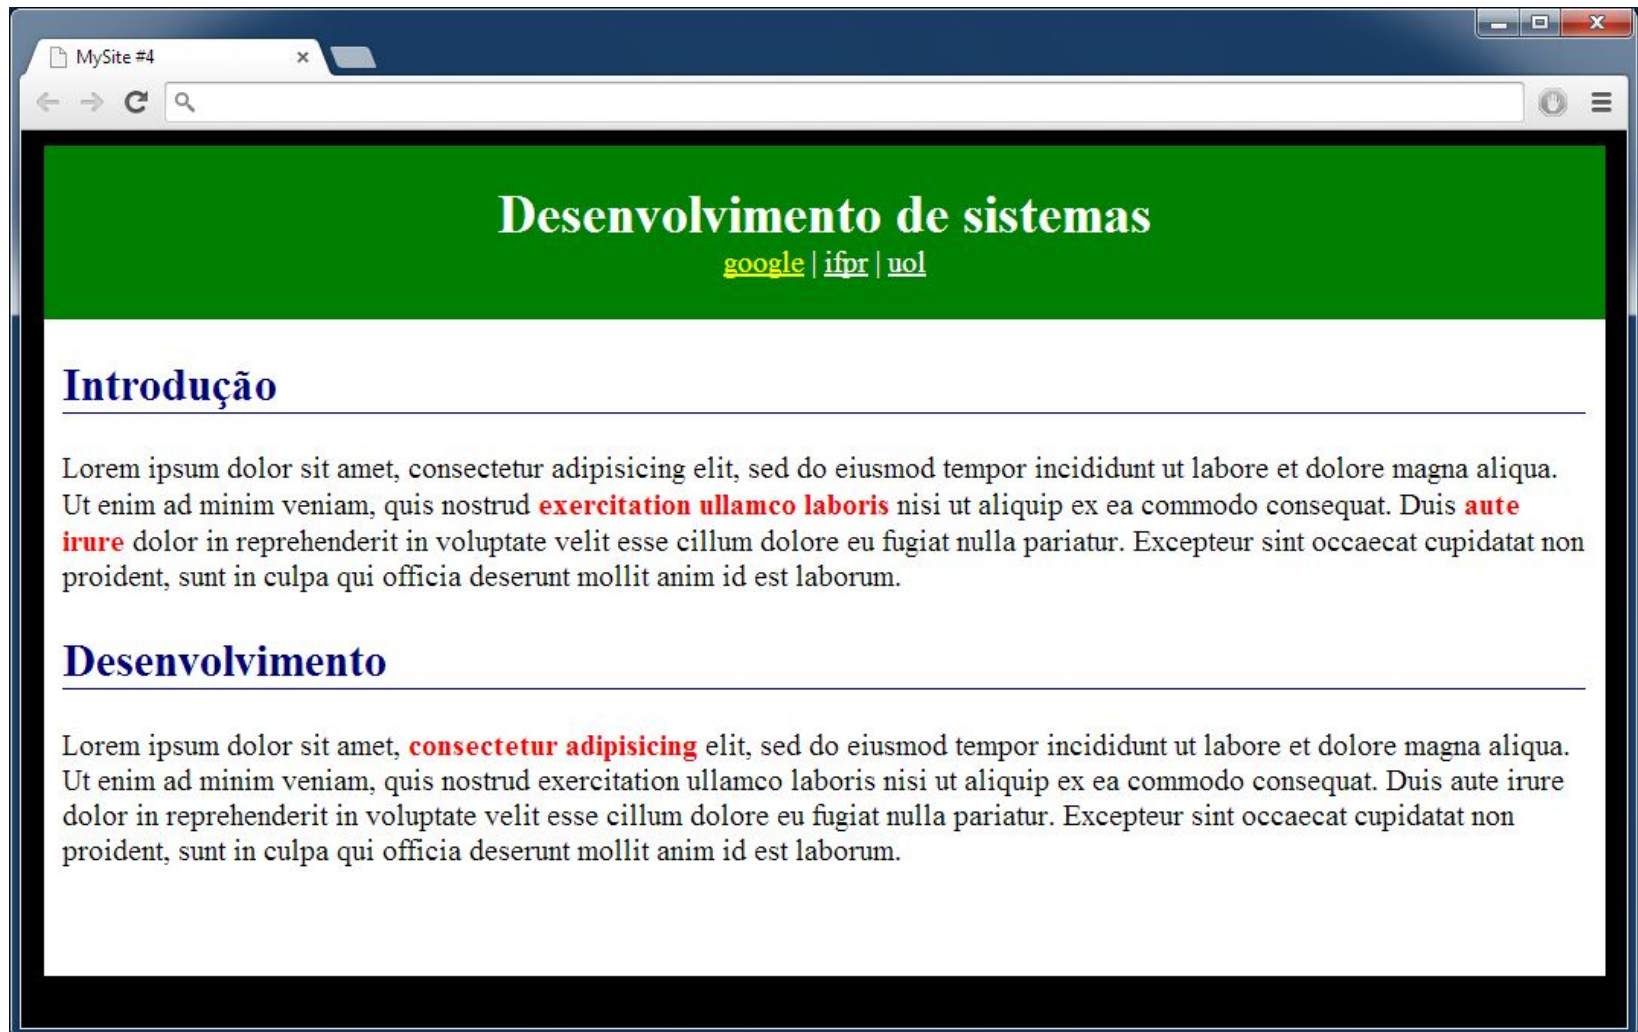 MySite #4
Desenvolvimento de sistemas
google | ifpr | uol
Introdução
Lorem ipsum dolor sit amet, consectetur adipisicing elit, sed do eiusmod tempor incididunt ut labore et dolore magna aliqua.
Ut enim ad minim veniam, quis nostrud exercitation ullamco laboris nisi ut aliquip ex ea commodo consequat. Duis aute
irure dolor in reprehenderit in voluptate velit esse cillum dolore eu fugiat nulla pariatur. Excepteur sint occaecat cupidatat non
proident, sunt in culpa qui officia deserunt mollit anim id est laborum.
Desenvolvimento
Lorem ipsum dolor sit amet, consectetur adipisicing elit, sed do eiusmod tempor incididunt ut labore et dolore magna aliqua.
Ut enim ad minim veniam, quis nostrud exercitation ullamco laboris nisi ut aliquip ex ea commodo consequat. Duis aute irure
dolor in reprehenderit in voluptate velit esse cillum dolore eu fugiat nulla pariatur. Excepteur sint occaecat cupidatat non
proident, sunt in culpa qui officia deserunt mollit anim id est laborum.